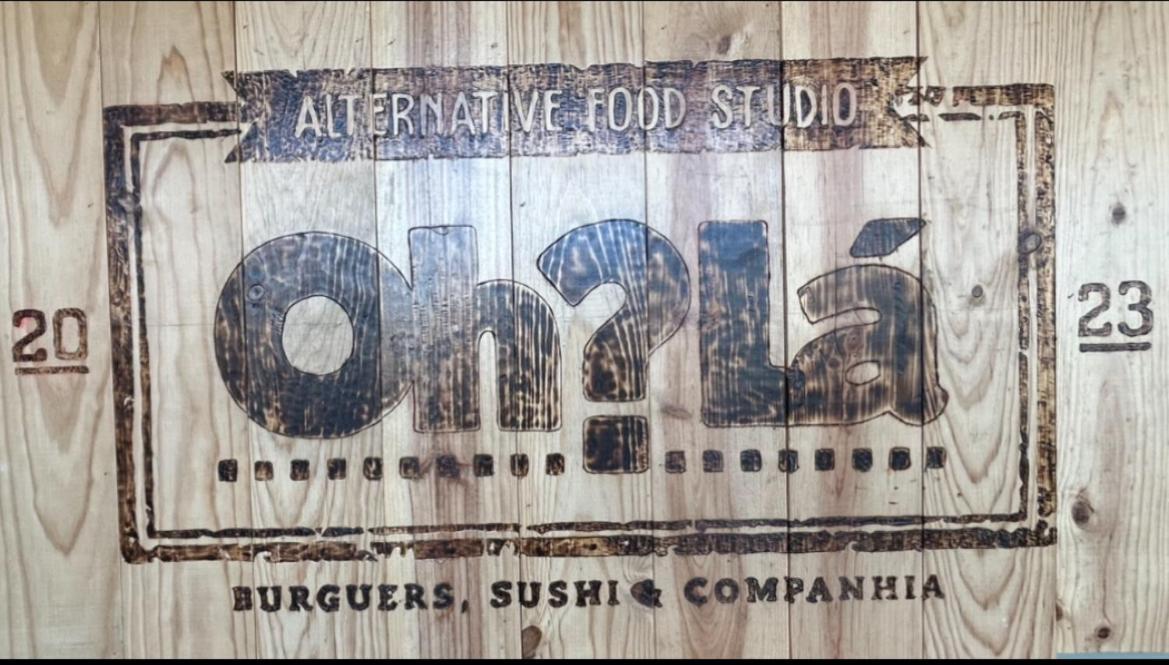 ALTERNATIVE FOOD STUDIO
Oh?Lá
20 23
BURGUERS, SUSHI & COMPANHIA